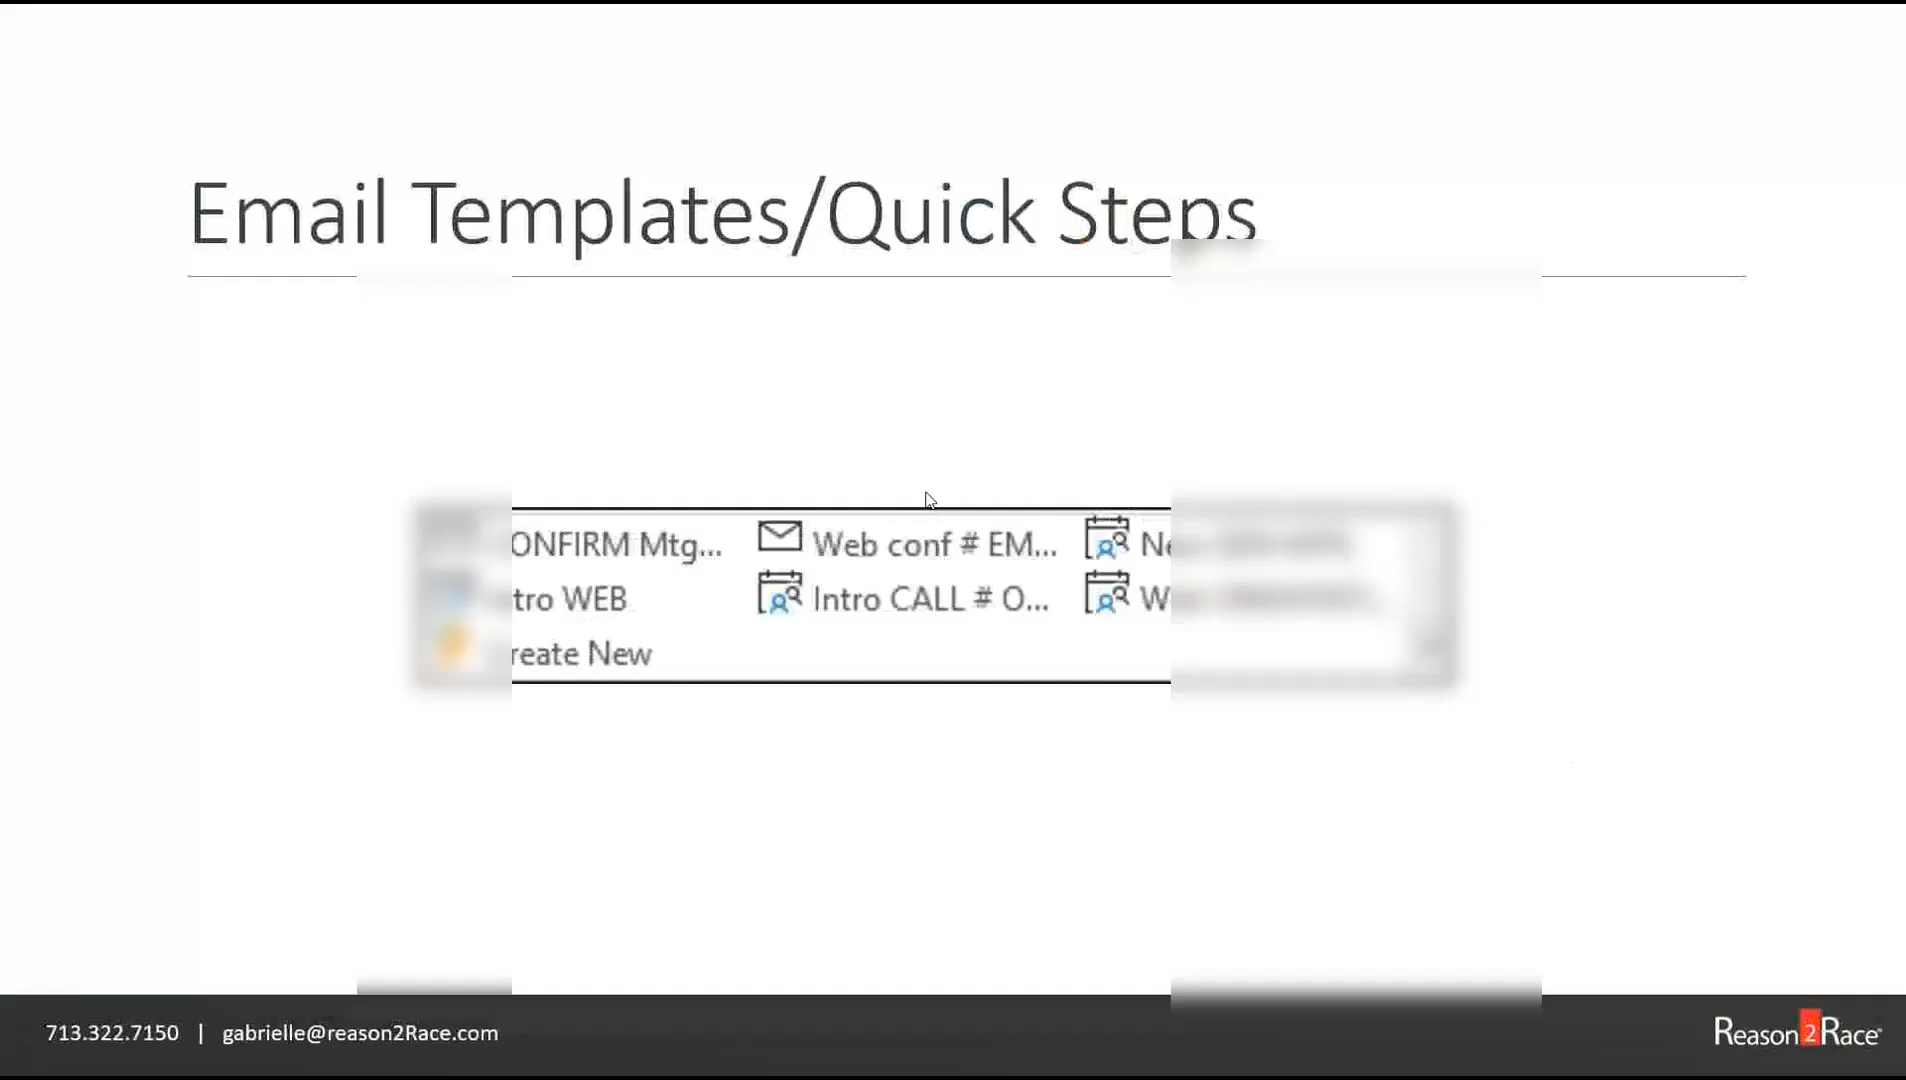 Email Templates/Quick Steps
ONFIRM Mtg... Web conf # EM...
tro WEB Intro CALL # O...
reate New
713.322.7150 | gabrielle@reason2Race.com
Reason2Race